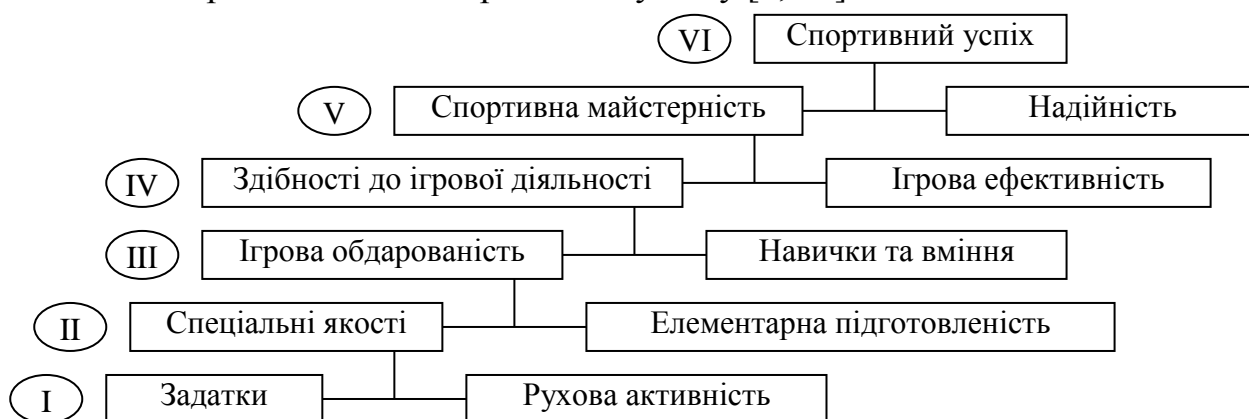 VI Спортивний успіх
V Спортивна майстерність Надійність
IV Здібності до ігрової діяльності Ігрова ефективність
III Ігрова обдарованість Навички та вміння
II Спеціальні якості Елементарна підготовленість
I Задатки Рухова активність